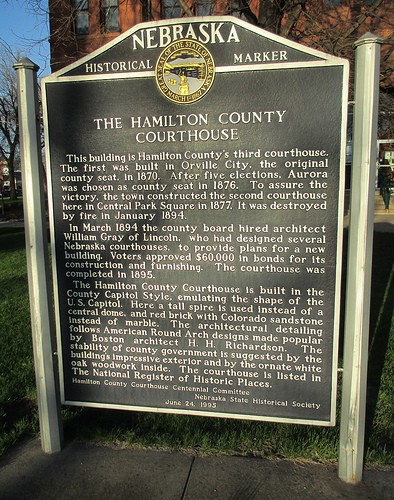 NEBRASKA
HISTORICAL MARKER
THE HAMILTON COUNTY
COURTHOUSE
This building is Hamilton County's third courthouse.
The first was built in Orville City, the original
county seat, in 1870. After five elections, Aurora
was chosen as county seat in 1876. To assure the
victory, the town constructed the second courthouse
here in Central Park Square in 1877. It was destroyed
by fire in January 1894.
In March 1894 the county board hired architect
William Gray of Lincoln, who had designed several
Nebraska courthouses, to provide plans for a new
building. Voters approved $60,000 in bonds for its
construction and furnishing. The courthouse was
completed in 1895.
The Hamilton County Courthouse is built in the
County Capitol Style, emulating the shape of the
U.S. Capitol. Here a tall spire is used instead of a
central dome, and red brick with Colorado sandstone
instead of marble. The architectural detailing
follows American Round Arch designs made popular
by Boston architect H. H. Richardson. The
stability of county government is suggested by the
building's impressive exterior and by the ornate white
oak woodwork inside. The courthouse is listed in
The National Register of Historic Places.
Hamilton County Courthouse Centennial Committee
Nebraska State Historical Society
June 24, 1995